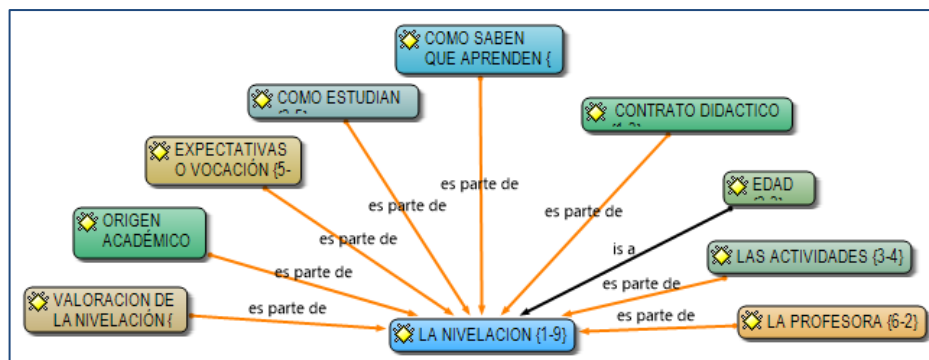 COMO SABEN
QUE APRENDEN {
COMO ESTUDIAN
CONTRATO DIDACTICO
EXPECTATIVAS
O VOCACIÓN {5-
es parte de
EDAD
es parte de
es parte de
ORIGEN
ACADÉMICO
es parte de
is a
LAS ACTIVIDADES {3-4}
es parte de
es parte de
VALORACION DE
LA NIVELACIÓN {
es parte de
es parte de
LA NIVELACION {1-9}
LA PROFESORA {6-2}